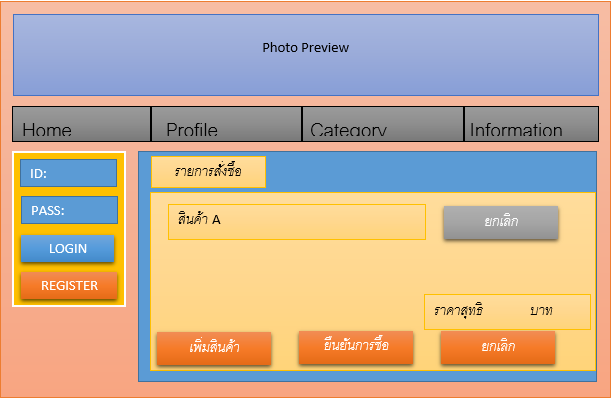 Photo Preview
Home Profile Category Information
ID:
PASS:
LOGIN
REGISTER
รายการสั่งซื้อ
สินค้า A
ยกเลิก
ราคาสุทธิ บาท
เพิ่มสินค้า ยืนยันการซื้อ ยกเลิก